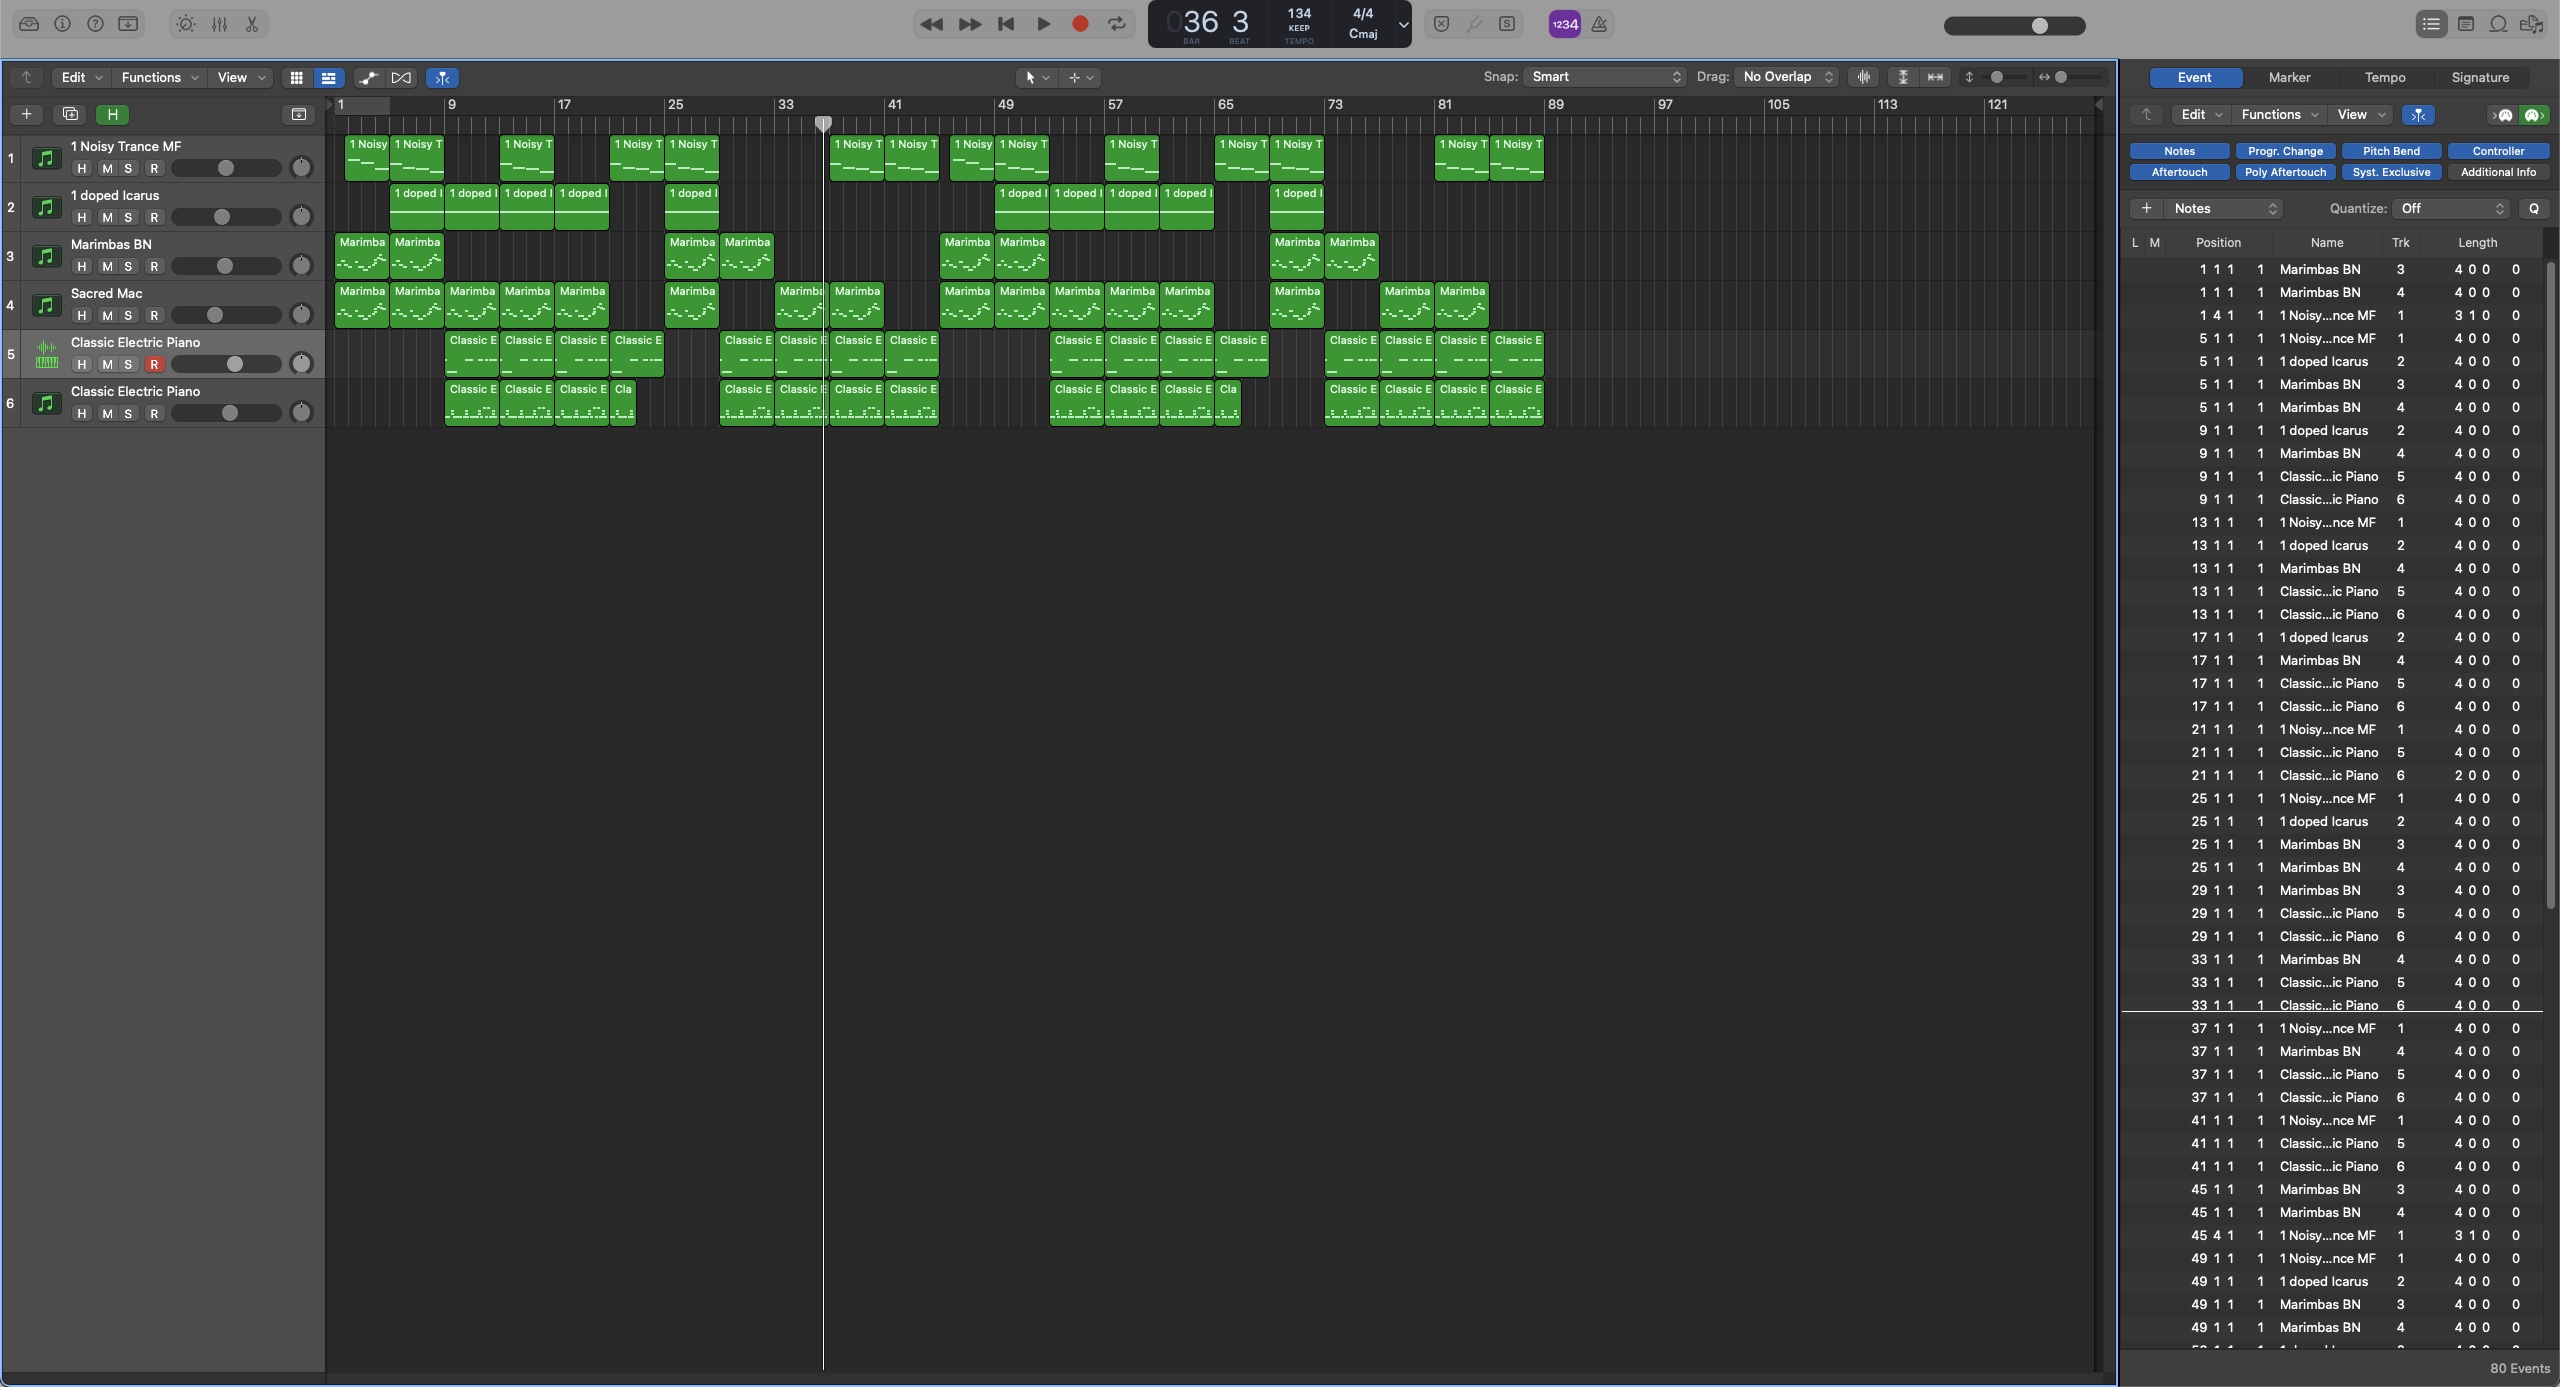 36 3 134 4/4
KEEP Cmaj
BAR BEAT TEMPO
1234
Edit Functions View
Snap: Smart Drag: No Overlap
Event Marker Tempo Signature
1 9 17 25 33 41 49 57 65 73 81 89 97 105 113 121
H
Edit Functions View
1 1 Noisy Trance MF
H M S R
1 Noisy 1 Noisy T 1 Noisy T 1 Noisy T 1 Noisy T 1 Noisy T 1 Noisy T 1 Noisy 1 Noisy T 1 Noisy T 1 Noisy T 1 Noisy T 1 Noisy T 1 Noisy T
2 1 doped Icarus
H M S R
1 doped I 1 doped I 1 doped I 1 doped I 1 doped I 1 doped I 1 doped I 1 doped I 1 doped I 1 doped I
3 Marimbas BN
H M S R
Marimba Marimba Marimba Marimba Marimba Marimba Marimba Marimba
4 Sacred Mac
H M S R
Marimba Marimba Marimba Marimba Marimba Marimba Marimba Marimba Marimba Marimba Marimba Marimba Marimba Marimba Marimba Marimba
5 Classic Electric Piano
H M S R
Classic E Classic E Classic E Classic E Classic E Classic E Classic E Classic E Classic E Classic E Classic E Classic E Classic E Classic E Classic E Classic E
6 Classic Electric Piano
H M S R
Classic E Classic E Classic E Cla Classic E Classic E Classic E Classic E Classic E Classic E Classic E Cla Classic E Classic E Classic E Classic E
Notes Progr. Change Pitch Bend Controller
Aftertouch Poly Aftertouch Syst. Exclusive Additional Info
Notes Quantize: Off Q
L M Position Name Trk Length
1 1 1 1 Marimbas BN 3 4 0 0 0
1 1 1 1 Marimbas BN 4 4 0 0 0
1 4 1 1 1 Noisy...nce MF 1 3 1 0 0
5 1 1 1 1 Noisy...nce MF 1 4 0 0 0
5 1 1 1 1 doped Icarus 2 4 0 0 0
5 1 1 1 Marimbas BN 3 4 0 0 0
5 1 1 1 Marimbas BN 4 4 0 0 0
9 1 1 1 1 doped Icarus 2 4 0 0 0
9 1 1 1 Marimbas BN 4 4 0 0 0
9 1 1 1 Classic...ic Piano 5 4 0 0 0
9 1 1 1 Classic...ic Piano 6 4 0 0 0
13 1 1 1 1 Noisy...nce MF 1 4 0 0 0
13 1 1 1 1 doped Icarus 2 4 0 0 0
13 1 1 1 Marimbas BN 4 4 0 0 0
13 1 1 1 Classic...ic Piano 5 4 0 0 0
13 1 1 1 Classic...ic Piano 6 4 0 0 0
17 1 1 1 1 doped Icarus 2 4 0 0 0
17 1 1 1 Marimbas BN 4 4 0 0 0
17 1 1 1 Classic...ic Piano 5 4 0 0 0
17 1 1 1 Classic...ic Piano 6 4 0 0 0
21 1 1 1 1 Noisy...nce MF 1 4 0 0 0
21 1 1 1 Classic...ic Piano 5 4 0 0 0
21 1 1 1 Classic...ic Piano 6 2 0 0 0
25 1 1 1 1 Noisy...nce MF 1 4 0 0 0
25 1 1 1 1 doped Icarus 2 4 0 0 0
25 1 1 1 Marimbas BN 3 4 0 0 0
25 1 1 1 Marimbas BN 4 4 0 0 0
29 1 1 1 Marimbas BN 3 4 0 0 0
29 1 1 1 Classic...ic Piano 5 4 0 0 0
29 1 1 1 Classic...ic Piano 6 4 0 0 0
33 1 1 1 Marimbas BN 4 4 0 0 0
33 1 1 1 Classic...ic Piano 5 4 0 0 0
33 1 1 1 Classic...ic Piano 6 4 0 0 0
37 1 1 1 1 Noisy...nce MF 1 4 0 0 0
37 1 1 1 Marimbas BN 4 4 0 0 0
37 1 1 1 Classic...ic Piano 5 4 0 0 0
37 1 1 1 Classic...ic Piano 6 4 0 0 0
41 1 1 1 1 Noisy...nce MF 1 4 0 0 0
41 1 1 1 Classic...ic Piano 5 4 0 0 0
41 1 1 1 Classic...ic Piano 6 4 0 0 0
45 1 1 1 Marimbas BN 3 4 0 0 0
45 1 1 1 Marimbas BN 4 4 0 0 0
45 4 1 1 1 Noisy...nce MF 1 3 1 0 0
49 1 1 1 1 Noisy...nce MF 1 4 0 0 0
49 1 1 1 1 doped Icarus 2 4 0 0 0
49 1 1 1 Marimbas BN 3 4 0 0 0
49 1 1 1 Marimbas BN 4 4 0 0 0
80 Events